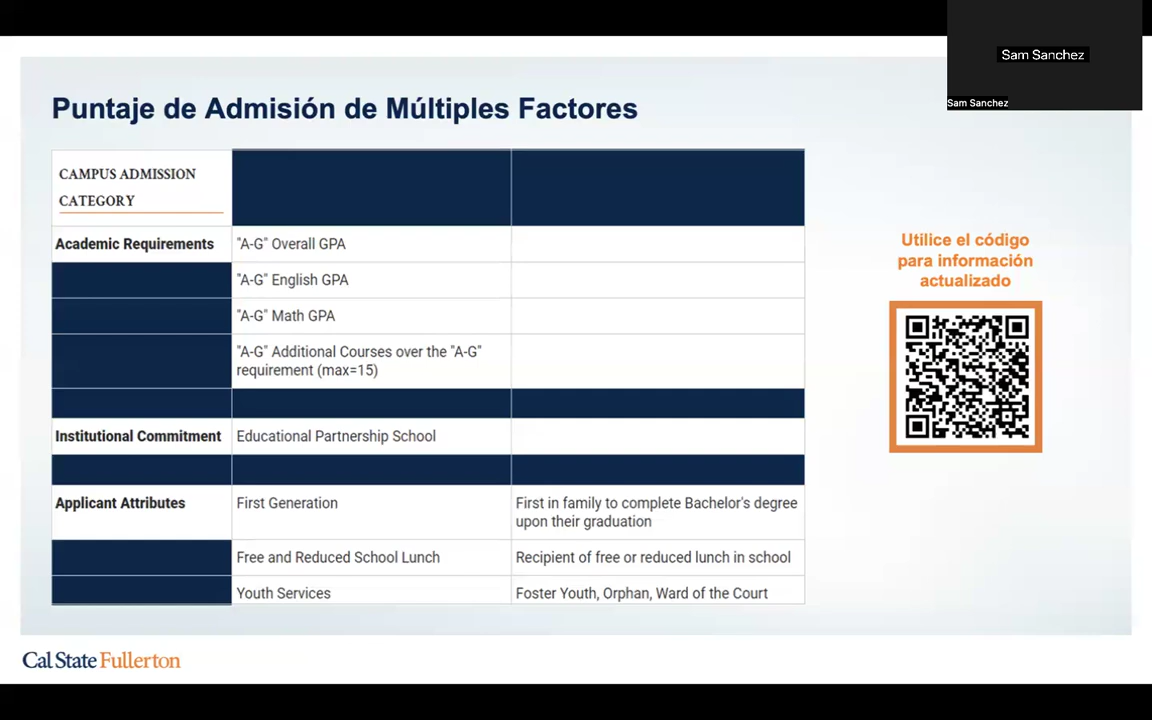 Sam Sanchez
Sam Sanchez
Puntaje de Admisión de Múltiples Factores
CAMPUS ADMISSION
CATEGORY
Academic Requirements
"A-G" Overall GPA
"A-G" English GPA
"A-G" Math GPA
"A-G" Additional Courses over the "A-G"
requirement (max=15)
Institutional Commitment
Educational Partnership School
Applicant Attributes
First Generation
First in family to complete Bachelor's degree
upon their graduation
Free and Reduced School Lunch
Recipient of free or reduced lunch in school
Youth Services
Foster Youth, Orphan, Ward of the Court
Utilice el código
para información
actualizado
Cal State Fullerton